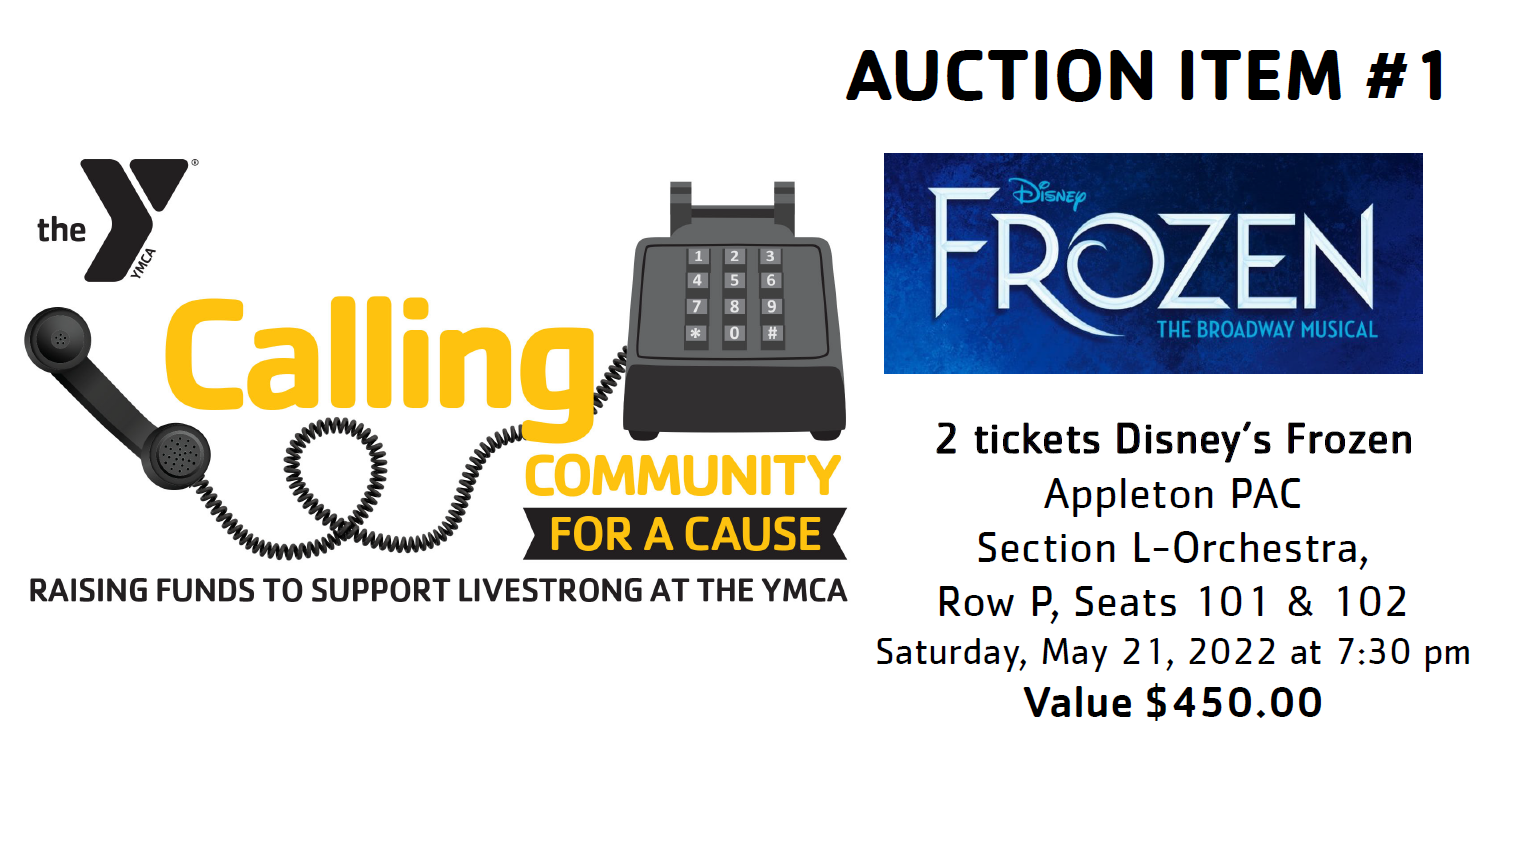 AUCTION ITEM #1
the
YMCA
®
Calling
COMMUNITY
FOR A CAUSE
RAISING FUNDS TO SUPPORT LIVESTRONG AT THE YMCA
1 2 3
4 5 6
7 8 9
* 0 #
Disney
FROZEN
THE BROADWAY MUSICAL
2 tickets Disney’s Frozen
Appleton PAC
Section L-Orchestra,
Row P, Seats 101 & 102
Saturday, May 21, 2022 at 7:30 pm
Value $450.00